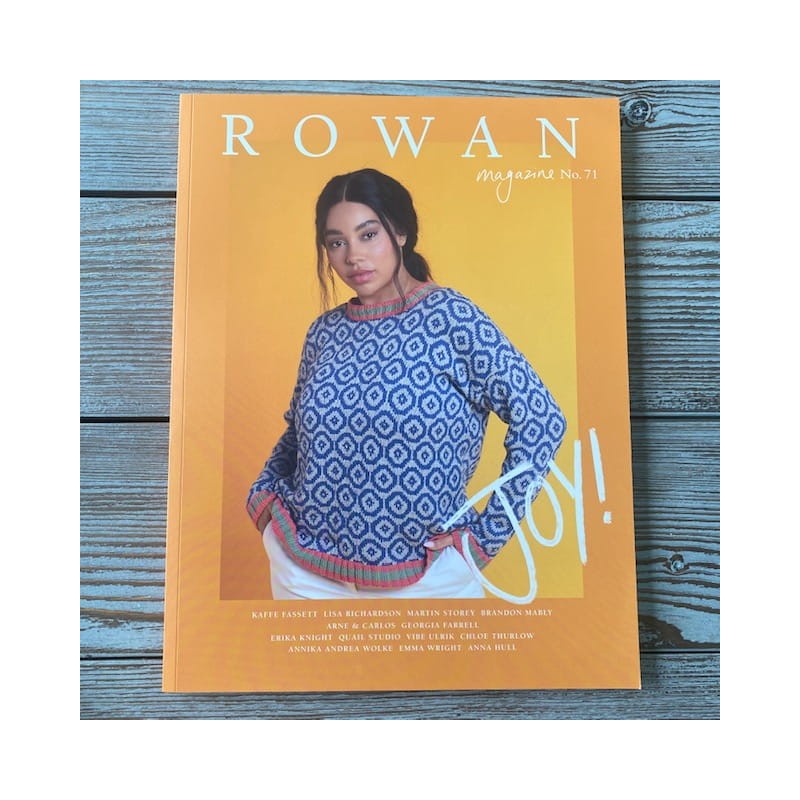 ROWAN
magazine No. 71
JOY!
KAFFE FASSETT LISA RICHARDSON MARTIN STOREY BRANDON MABLY
ARNE & CARLOS GEORGIA FARRELL
ERIKA KNIGHT QUAIL STUDIO VIBE ULRIK CHLOE THURLOW
ANNIKA ANDREA WOLKE EMMA WRIGHT ANNA HULL